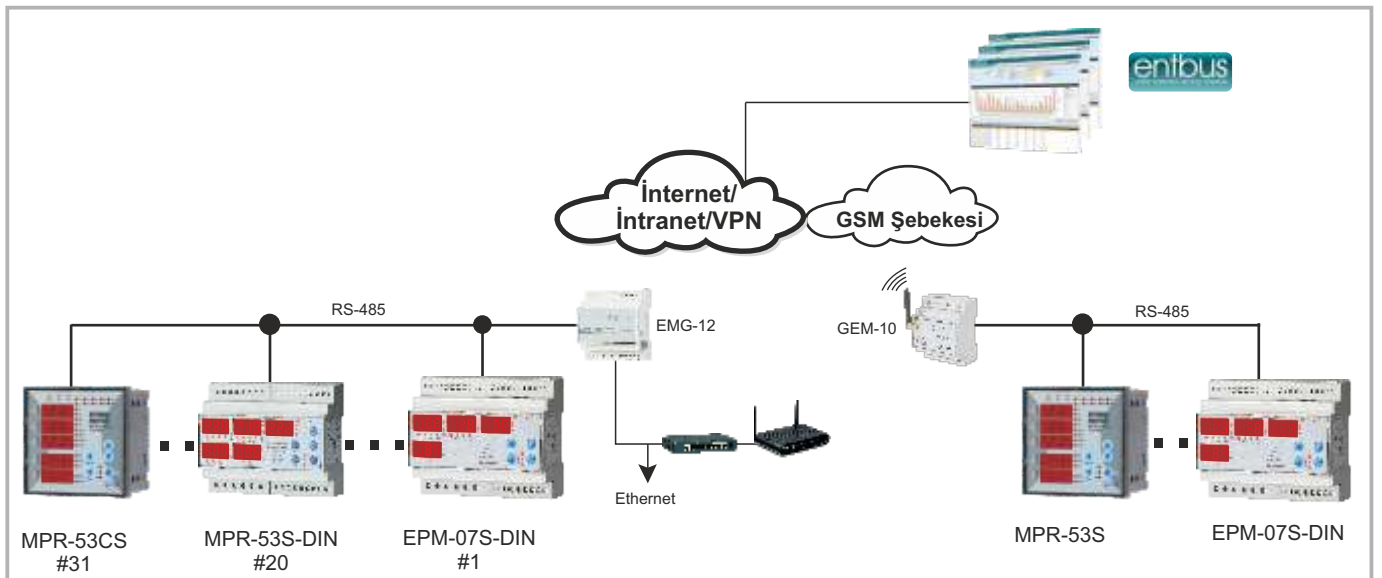 entbus
İnternet/
İntranet/VPN
GSM Şebekesi
RS-485
EMG-12
GEM-10
RS-485
Ethernet
MPR-53CS
#31
MPR-53S-DIN
#20
EPM-07S-DIN
#1
MPR-53S
EPM-07S-DIN